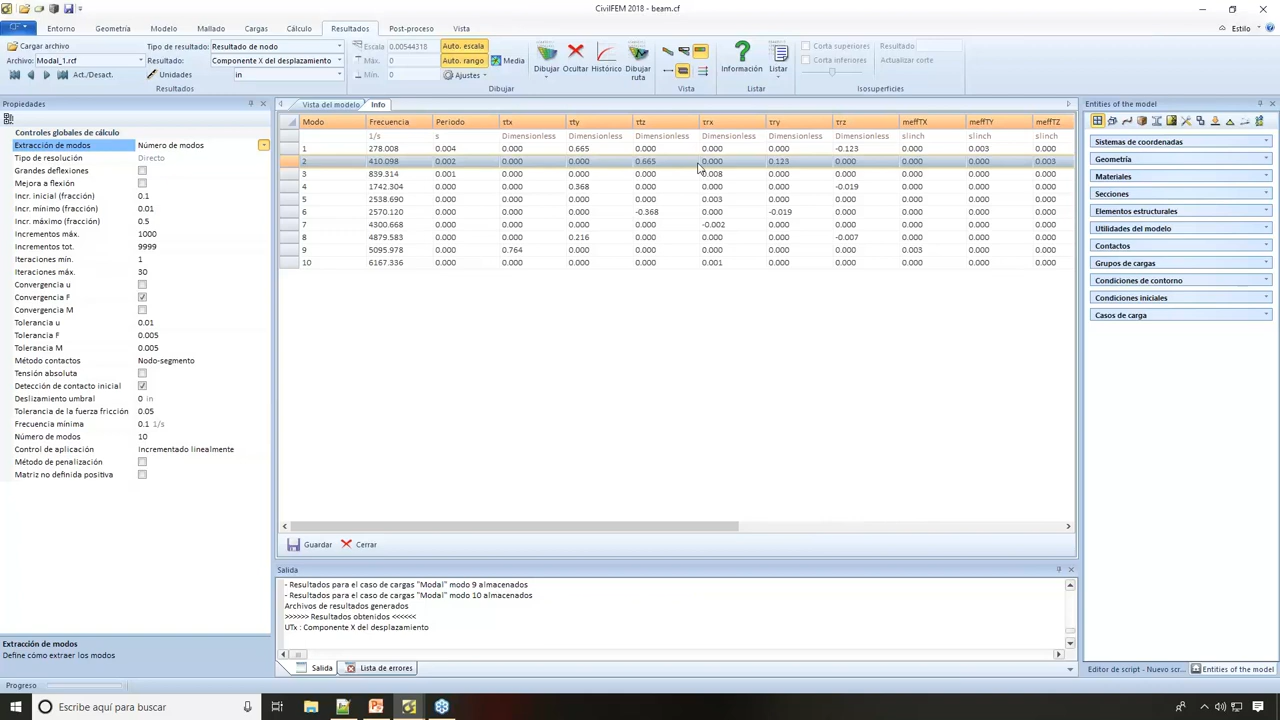 CivilFEM 2018 - beam.cf
CF
Entorno Geometría Modelo Mallado Cargas Cálculo Resultados Post-proceso Vista Estilo
Cargar archivo
Archivo: Modal_1.rcf
Act./Desact.
Tipo de resultado: Resultado de nodo
Resultado: Componente X del desplazamiento
Unidades in
Resultados
Escala 0.00544318 Auto. escala
Máx. 0 Auto. rango Media
Mín. 0 Ajustes
Dibujar Ocultar Histórico Dibujar ruta
Dibujar
Vista
Información Listar
Listar
Corta superiores Resultado
Corta inferiores Actualizar corte
Isosuperficies
Propiedades
Controles globales de cálculo
Extracción de modos Número de modos
Tipo de resolución Directo
Grandes deflexiones
Mejora a flexión
Incr. inicial (fracción) 0.1
Incr. mínimo (fracción) 0.01
Incr. máximo (fracción) 0.5
Incrementos máx. 1000
Incrementos tot. 9999
Iteraciones mín. 1
Iteraciones máx. 30
Convergencia u
Convergencia F
Convergencia M
Tolerancia u 0.01
Tolerancia F 0.005
Tolerancia M 0.005
Método contactos Nodo-segmento
Tensión absoluta
Detección de contacto inicial
Deslizamiento umbral 0 in
Tolerancia de la fuerza fricción 0.05
Frecuencia mínima 0.1 1/s
Número de modos 10
Control de aplicación Incrementado linealmente
Método de penalización
Matriz no definida positiva
Extracción de modos
Define cómo extraer los modos
Progreso
Vista del modelo Info
Modo Frecuencia Periodo τtx τty τtz τrx τry τrz meffTX meffTY meffTZ
1/s s Dimensionless Dimensionless Dimensionless Dimensionless Dimensionless Dimensionless slinch slinch slinch
1 278.008 0.004 0.000 0.665 0.000 0.000 0.000 -0.123 0.000 0.003 0.000
2 410.098 0.002 0.000 0.000 0.665 0.000 0.123 0.000 0.000 0.000 0.003
3 839.314 0.001 0.000 0.000 0.000 0.008 0.000 0.000 0.000 0.000 0.000
4 1742.304 0.000 0.000 0.368 0.000 0.000 0.000 -0.019 0.000 0.000 0.000
5 2538.690 0.000 0.000 0.000 0.000 0.003 0.000 0.000 0.000 0.000 0.000
6 2570.120 0.000 0.000 0.000 -0.368 0.000 -0.019 0.000 0.000 0.000 0.000
7 4300.668 0.000 0.000 0.000 0.000 -0.002 0.000 0.000 0.000 0.000 0.000
8 4879.583 0.000 0.000 0.216 0.000 0.000 0.000 -0.007 0.000 0.000 0.000
9 5095.978 0.000 0.764 0.000 0.000 0.000 0.000 0.000 0.003 0.000 0.000
10 6167.336 0.000 0.000 0.000 0.000 0.001 0.000 0.000 0.000 0.000 0.000
Guardar Cerrar
Salida
- Resultados para el caso de cargas "Modal" modo 9 almacenados
- Resultados para el caso de cargas "Modal" modo 10 almacenados
Archivos de resultados generados
>>>>>> Resultados obtenidos <<<<<<
UTx : Componente X del desplazamiento
Salida Lista de errores
Entities of the model
Sistemas de coordenadas
Geometría
Materiales
Secciones
Elementos estructurales
Utilidades del modelo
Contactos
Grupos de cargas
Condiciones de contorno
Condiciones iniciales
Casos de carga
Editor de script - Nuevo scr... Entities of the model
Escribe aquí para buscar